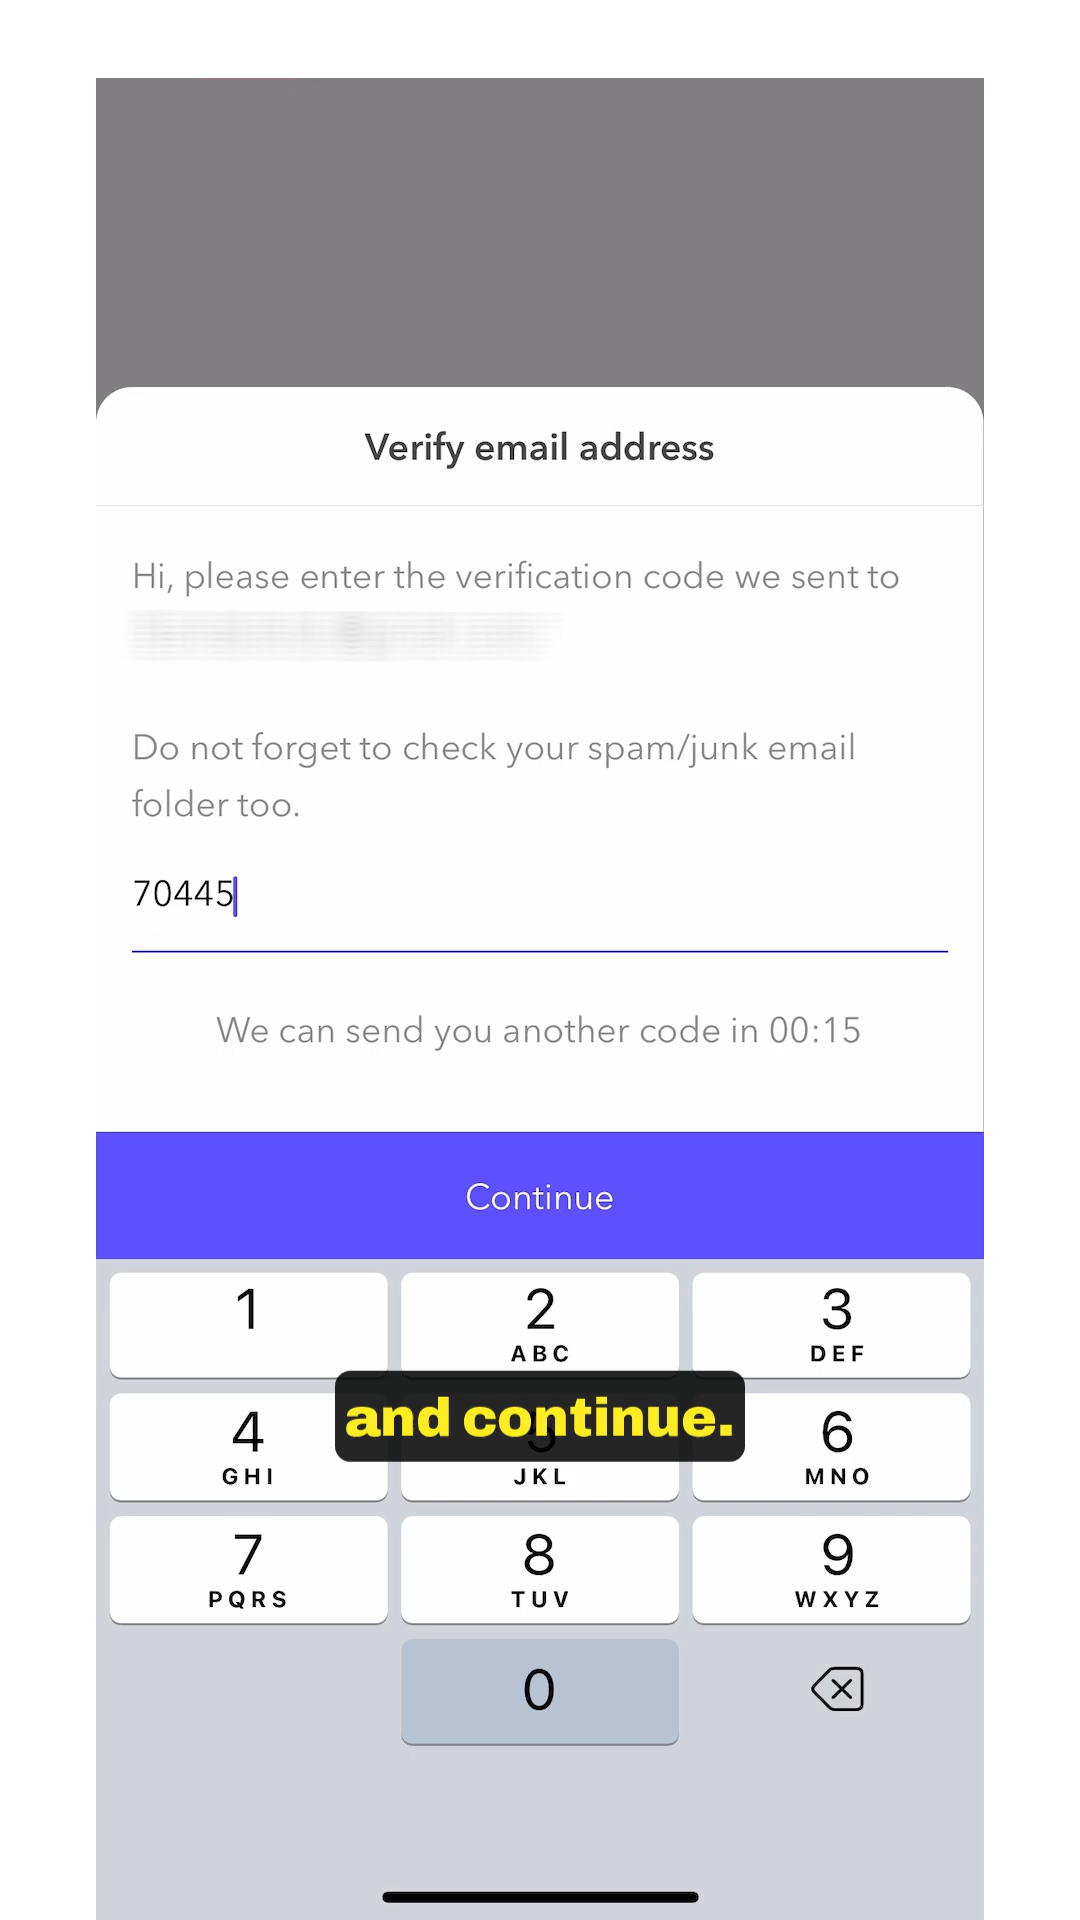 Verify email address
Hi, please enter the verification code we sent to
Do not forget to check your spam/junk email
folder too.
70445
We can send you another code in 00:15
Continue
1
2
ABC
3
DEF
and continue.
4
GHI
5
JKL
6
MNO
7
PQRS
8
TUV
9
WXYZ
0